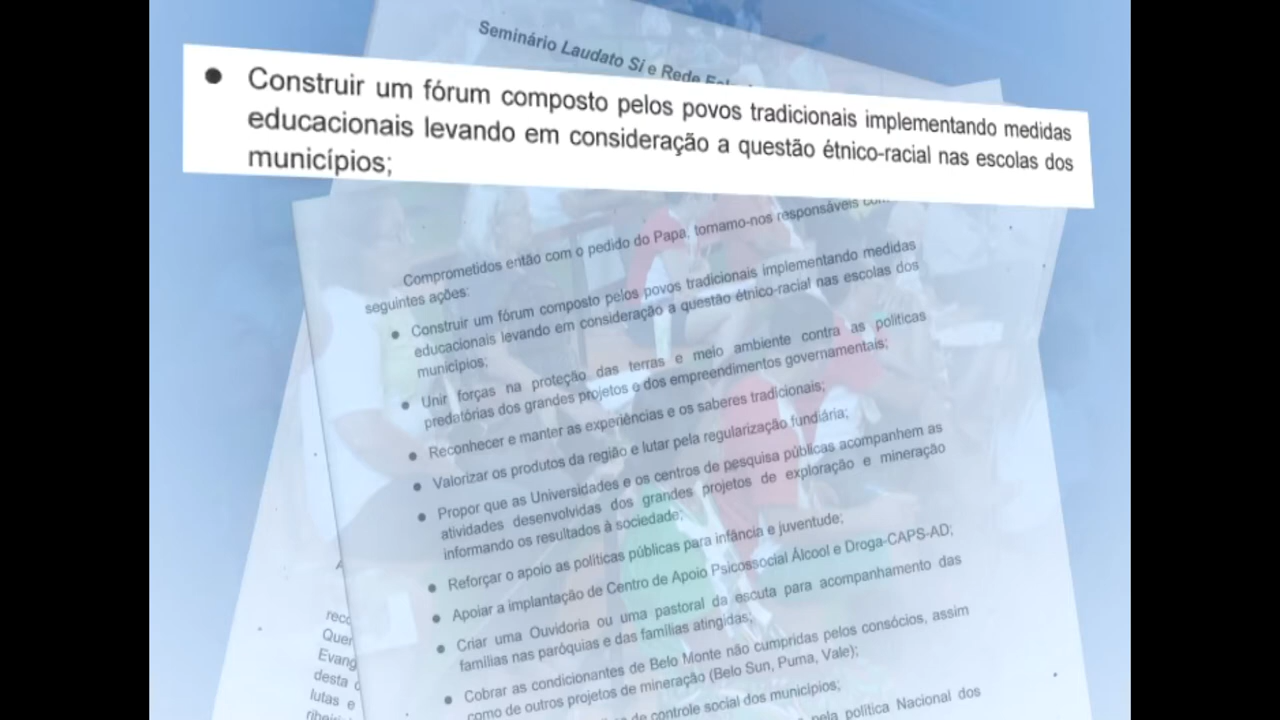 Seminário Laudato Sí e Rede
• Construir um fórum composto pelos povos tradicionais implementando medidas
educacionais levando em consideração a questão étnico-racial nas escolas dos
municípios;
Comprometidos então com o pedido do Papa, tornamo-nos responsáveis
seguintes ações:
• Construir um fórum composto pelos povos tradicionais implementando medidas
educacionais levando em consideração a questão étnico-racial nas escolas dos
municípios;
• Unir forças na proteção das terras e meio ambiente contra as políticas
predatórias dos grandes projetos e dos empreendimentos governamentais;
• Reconhecer e manter as experiências e os saberes tradicionais;
• Valorizar os produtos da região e lutar pela regularização fundiária;
• Propor que as Universidades e os centros de pesquisa públicas acompanhem as
atividades desenvolvidas dos grandes projetos de exploração e mineração
informando os resultados à sociedade;
• Reforçar o apoio as políticas públicas para infância e juventude;
• Apoiar a implantação de Centro de Apoio Psicossocial Álcool e Droga-CAPS-AD;
• Criar uma Ouvidoria ou uma pastoral da escuta para acompanhamento das
famílias nas paróquias e das famílias atingidas;
• Cobrar as condicionantes de Belo Monte não cumpridas pelos consócios, assim
como de outros projetos de mineração (Belo Sun, Puma, Vale);
de controle social dos municípios;
pela política Nacional dos
Quer
Evang
desta
lutas e